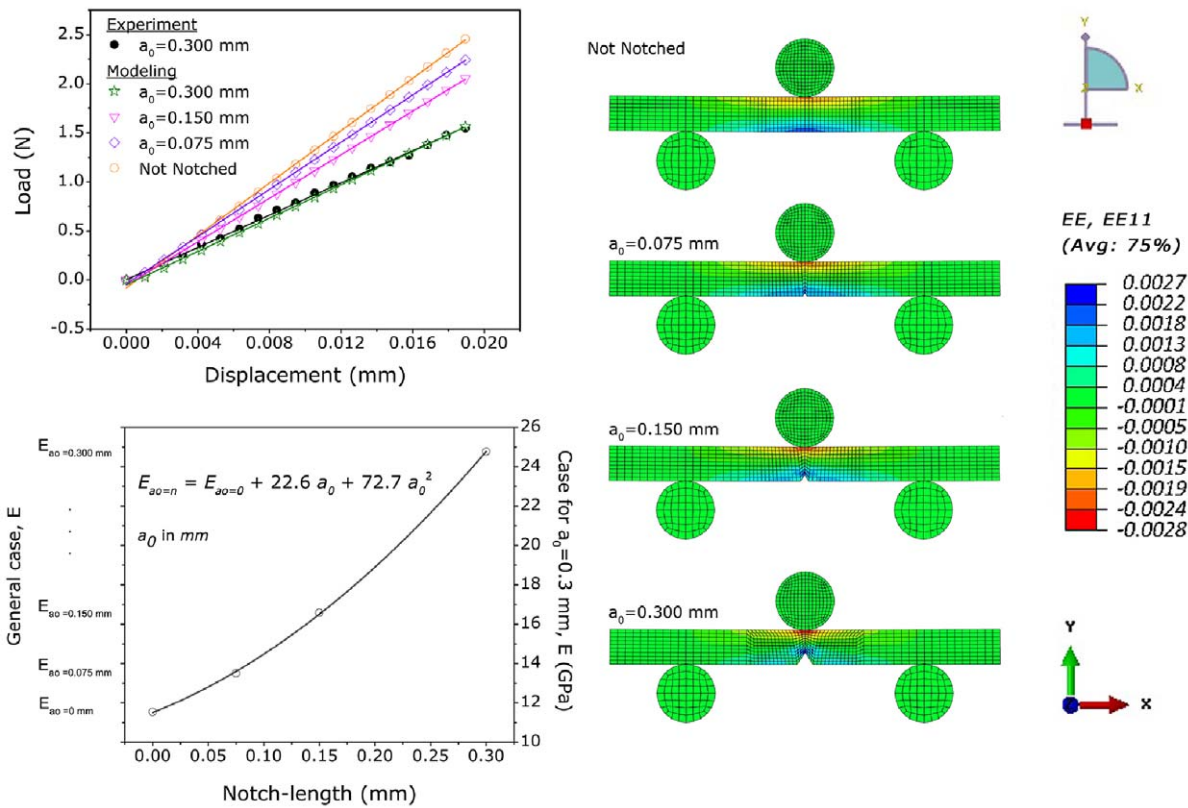 Experiment
a0=0.300 mm
Modeling
a0=0.300 mm
a0=0.150 mm
a0=0.075 mm
Not Notched
2.5
2.0
1.5
1.0
0.5
0.0
-0.5
Load (N)
0.000
0.004
0.008
0.012
0.016
0.020
Displacement (mm)
General case, E
E ao =0.300 mm
E ao =0.150 mm
E ao =0.075 mm
E ao =0 mm
E ao=n = E ao=0 + 22.6 a0 + 72.7 a0²
a0 in mm
26
24
22
20
18
16
14
12
10
Case for a0=0.3 mm, E (GPa)
0.00
0.05
0.10
0.15
0.20
0.25
0.30
Notch-length (mm)
Not Notched
a0=0.075 mm
a0=0.150 mm
a0=0.300 mm
Y
X
EE, EE11
(Avg: 75%)
0.0027
0.0022
0.0018
0.0013
0.0008
0.0004
-0.0001
-0.0005
-0.0010
-0.0015
-0.0019
-0.0024
-0.0028
Y
X